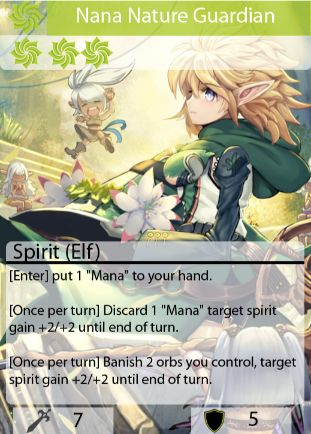 Nana Nature Guardian
Spirit (Elf)
[Enter] put 1 "Mana" to your hand.
[Once per turn] Discard 1 "Mana" target spirit
gain +2/+2 until end of turn.
[Once per turn] Banish 2 orbs you control, target
spirit gain +2/+2 until end of turn.
7 5